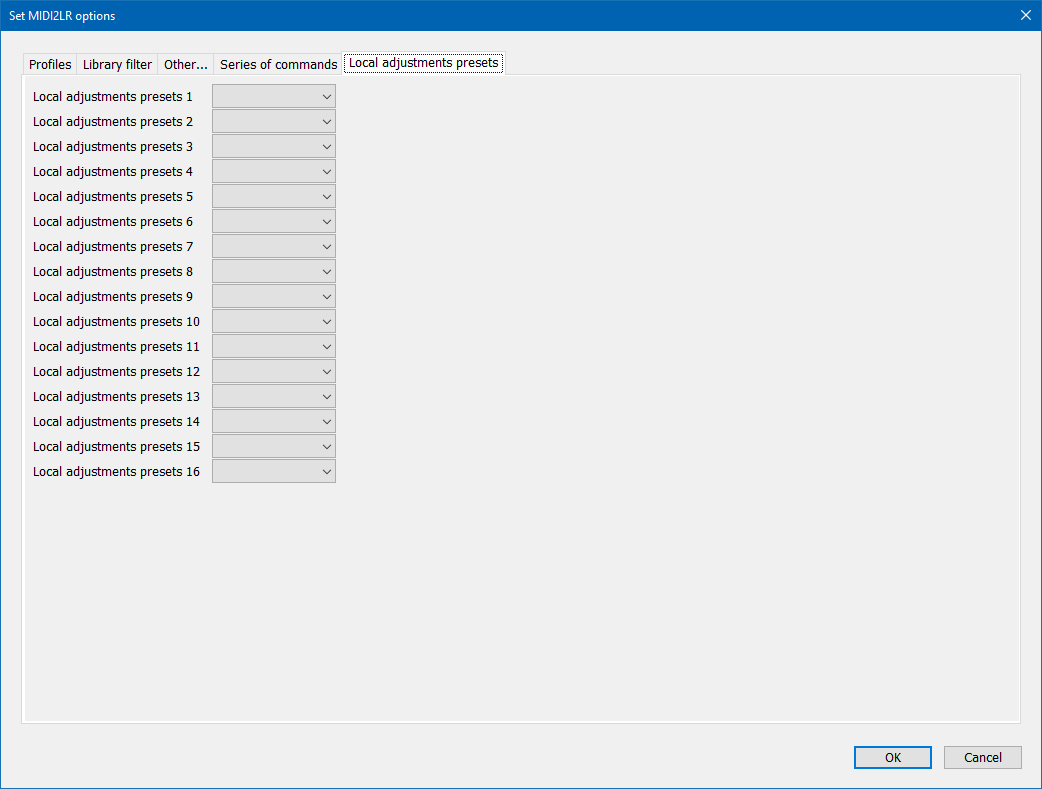 Set MIDI2LR options
Profiles Library filter Other... Series of commands Local adjustments presets
Local adjustments presets 1
Local adjustments presets 2
Local adjustments presets 3
Local adjustments presets 4
Local adjustments presets 5
Local adjustments presets 6
Local adjustments presets 7
Local adjustments presets 8
Local adjustments presets 9
Local adjustments presets 10
Local adjustments presets 11
Local adjustments presets 12
Local adjustments presets 13
Local adjustments presets 14
Local adjustments presets 15
Local adjustments presets 16
OK Cancel